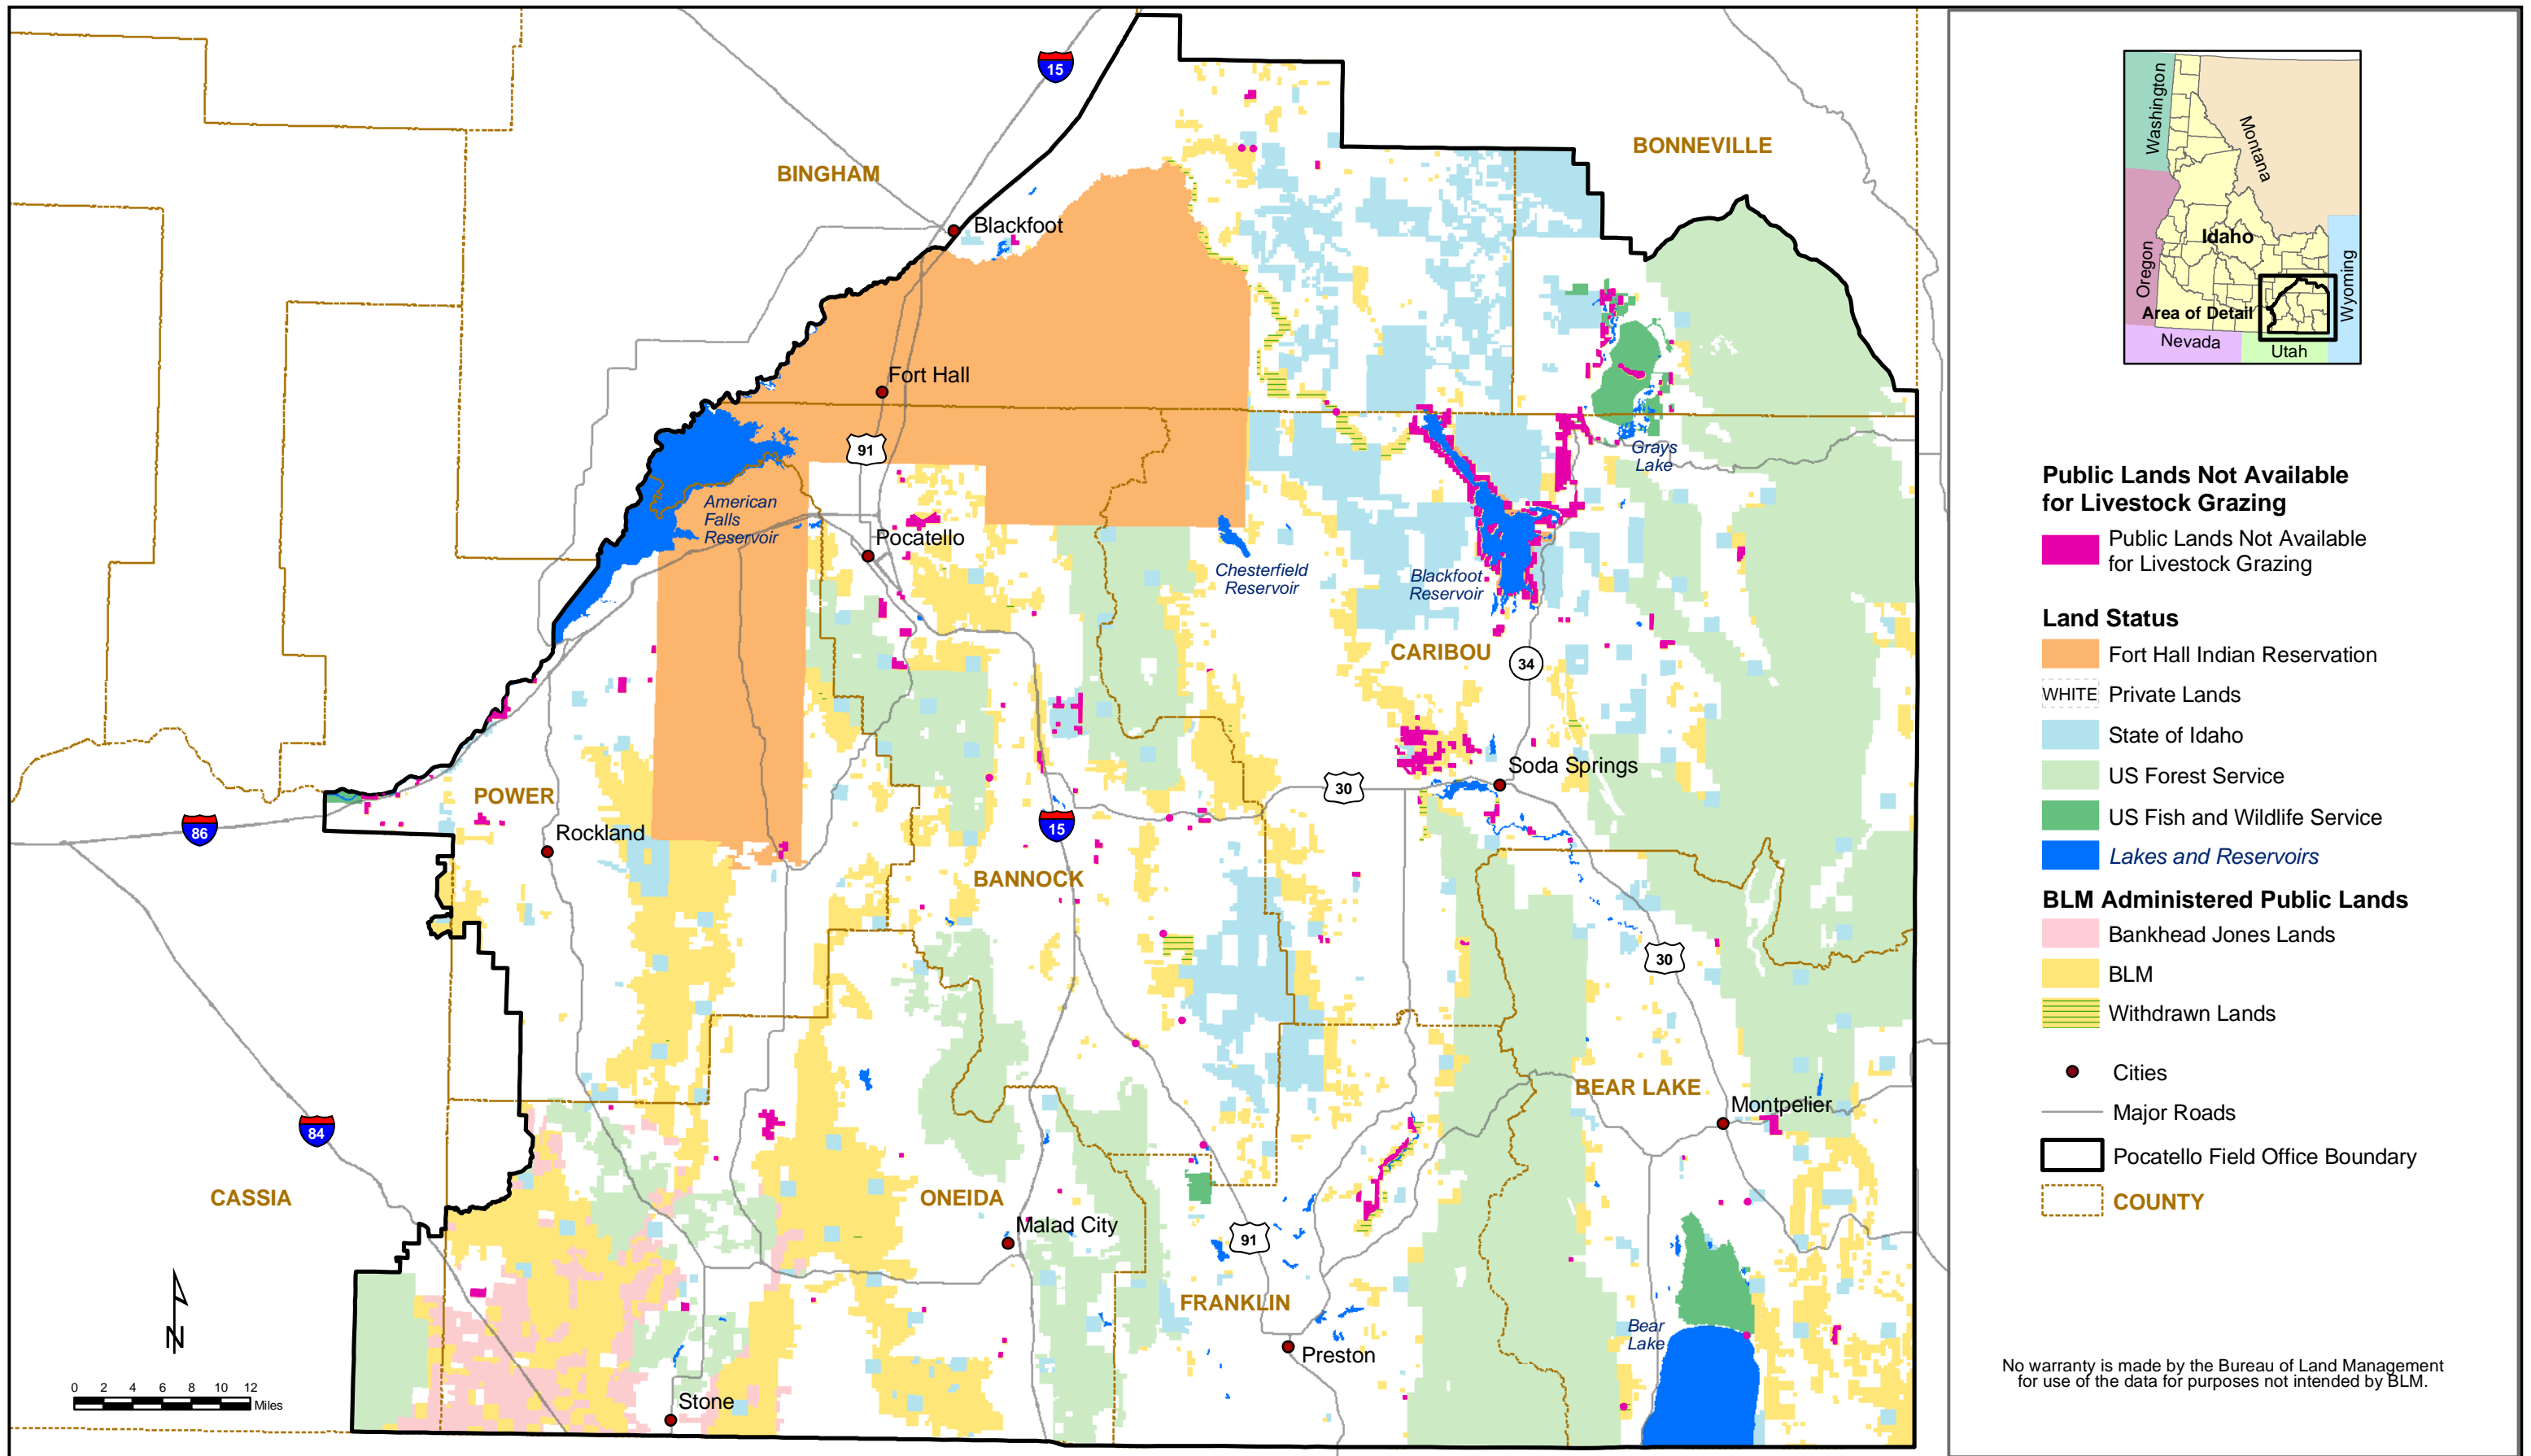 15
BONNEVILLE
BINGHAM
Blackfoot
Fort Hall
91
Grays
Lake
American
Falls
Reservoir
Pocatello
Chesterfield
Reservoir
Blackfoot
Reservoir
CARIBOU
34
Soda Springs
30
POWER
86
Rockland
15
BANNOCK
30
BEAR LAKE
Montpelier
84
CASSIA
ONEIDA
Malad City
91
FRANKLIN
Bear
Lake
Preston
Stone
N
0 2 4 6 8 10 12
Miles
Washington
Montana
Oregon
Idaho
Wyoming
Area of Detail
Nevada
Utah
Public Lands Not Available
for Livestock Grazing
Public Lands Not Available
for Livestock Grazing
Land Status
Fort Hall Indian Reservation
WHITE Private Lands
State of Idaho
US Forest Service
US Fish and Wildlife Service
Lakes and Reservoirs
BLM Administered Public Lands
Bankhead Jones Lands
BLM
Withdrawn Lands
Cities
Major Roads
Pocatello Field Office Boundary
COUNTY
No warranty is made by the Bureau of Land Management
for use of the data for purposes not intended by BLM.